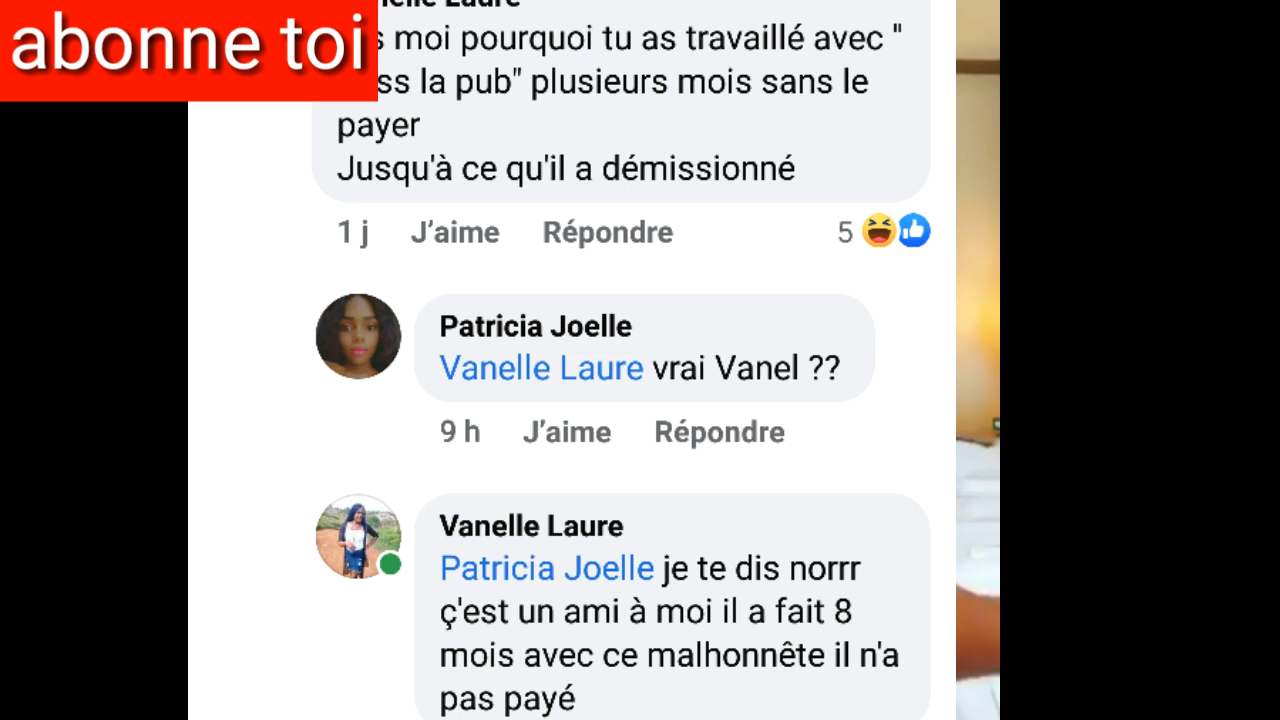 abonne toi
moi pourquoi tu as travaillé avec "
la pub" plusieurs mois sans le
payer
Jusqu'à ce qu'il a démissionné
1 j J'aime Répondre 5
Patricia Joelle
Vanelle Laure vrai Vanel ??
9 h J'aime Répondre
Vanelle Laure
Patricia Joelle je te dis norrr
ç'est un ami à moi il a fait 8
mois avec ce malhonnête il n'a
pas payé